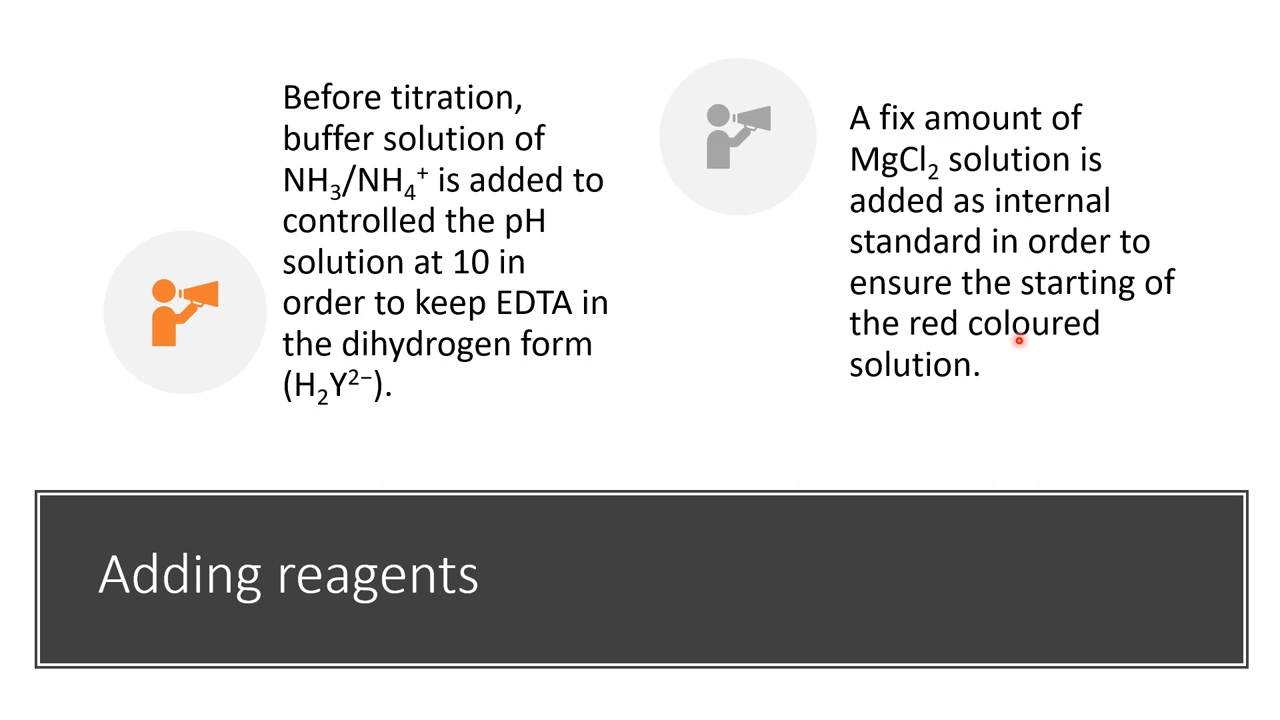 Before titration,
buffer solution of
NH₃/NH₄⁺ is added to
controlled the pH
solution at 10 in
order to keep EDTA in
the dihydrogen form
(H₂Y²⁻).
A fix amount of
MgCl₂ solution is
added as internal
standard in order to
ensure the starting of
the red coloured
solution.
Adding reagents